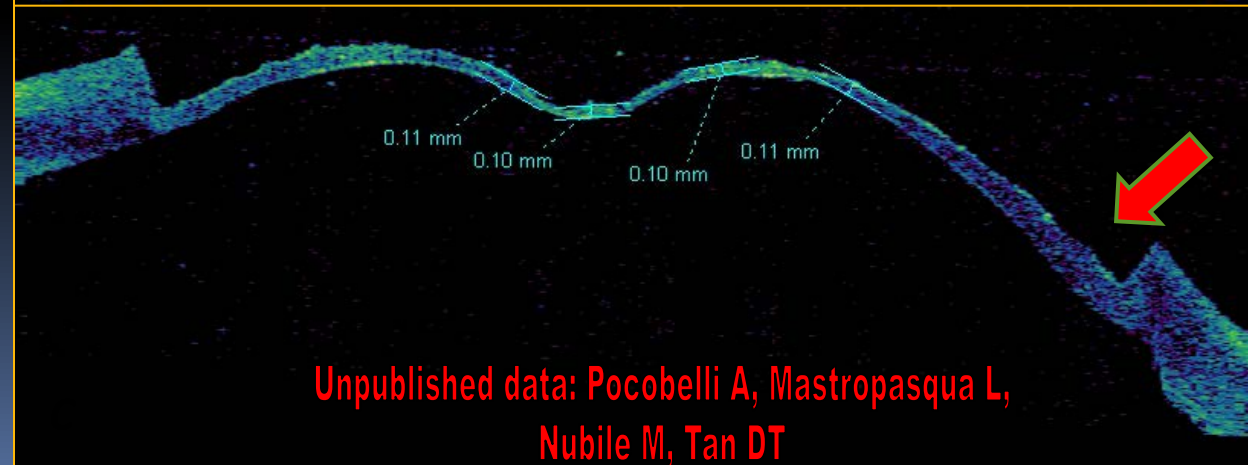 0.11 mm
0.10 mm
0.10 mm
0.11 mm
Unpublished data: Pocobelli A, Mastropasqua L,
Nubile M, Tan DT